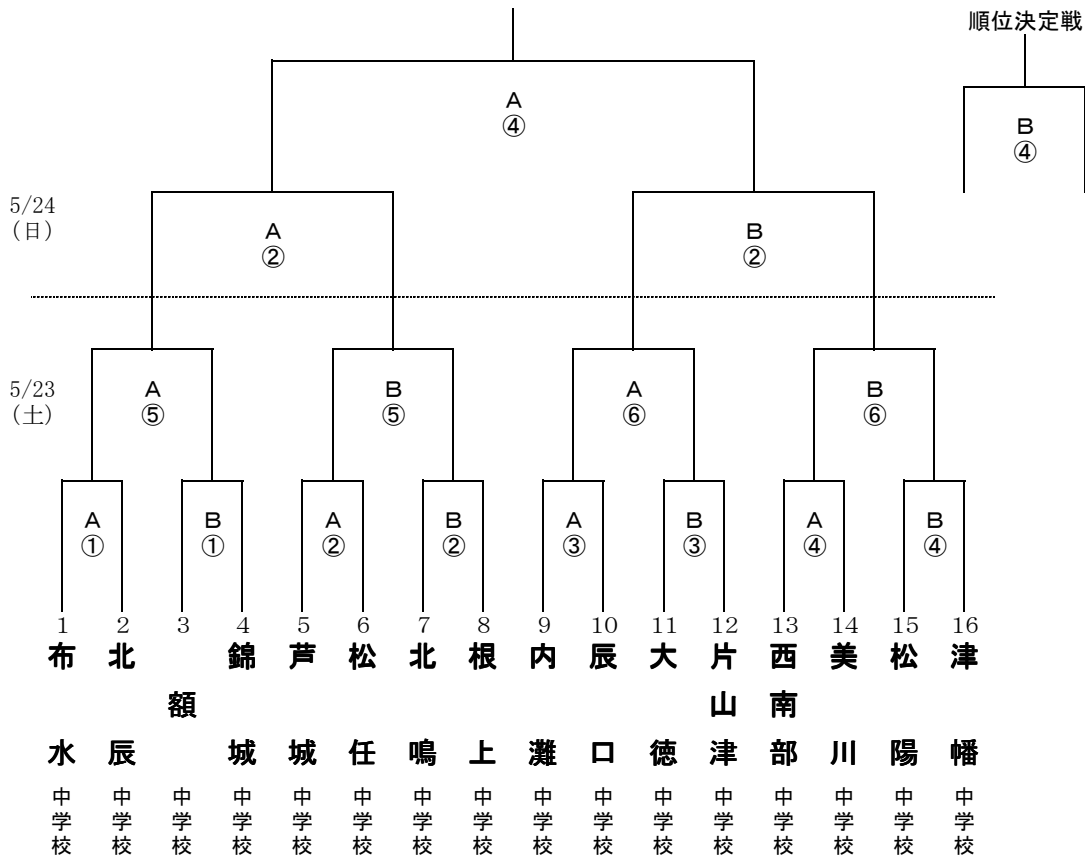 順位決定戦
A
④
B
④
5/24
(日)
A
②
B
②
5/23
(土)
A
⑤
B
⑤
A
⑥
B
⑥
A
①
B
①
A
②
B
②
A
③
B
③
A
④
B
④
1 2 3 4 5 6 7 8 9 10 11 12 13 14 15 16
布水中学校
北辰中学校
額中学校
錦城中学校
芦城中学校
松任中学校
北鳴中学校
根上中学校
内灘中学校
辰口中学校
大徳中学校
片山津中学校
西南部中学校
美川中学校
松陽中学校
津幡中学校